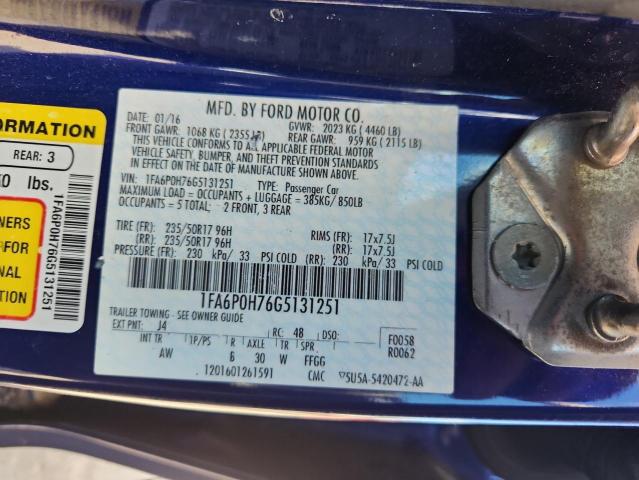 ORMATION
REAR: 3
lbs.
NERS
FOR
ONAL
ION
1FA6P0H76G5131251
MFD. BY FORD MOTOR CO.
DATE: 01/16 GVWR: 2023 KG ( 4460 LB)
FRONT GAWR: 1068 KG ( 2355 LB) REAR GAWR: 959 KG ( 2115 LB)
THIS VEHICLE CONFORMS TO ALL APPLICABLE FEDERAL MOTOR
VEHICLE SAFETY, BUMPER, AND THEFT PREVENTION STANDARDS
IN EFFECT ON THE DATE OF MANUFACTURE SHOWN ABOVE.
VIN: 1FA6P0H76G5131251 TYPE: Passenger Car
MAXIMUM LOAD = OCCUPANTS + LUGGAGE = 385KG/ 850LB
OCCUPANTS = 5 TOTAL: - 2 FRONT, 3 REAR
TIRE (FR): 235/50R17 96H RIMS (FR): 17x7.5J
(RR): 235/50R17 96H (RR): 17x7.5J
PRESSURE (FR): 230 kPa/ 33 PSI COLD (RR) 230 kPa/ 33 PSI COLD
1FA6P0H76G5131251
TRAILER TOWING - SEE OWNER GUIDE
EXT PNT: J4 RC: 48 DSO: F0058
INT TR 1P/PS R AXLE TR SPR R0062
AW 6 30 W FFGG
1201601261591 CMC SU5A-5420472-AA